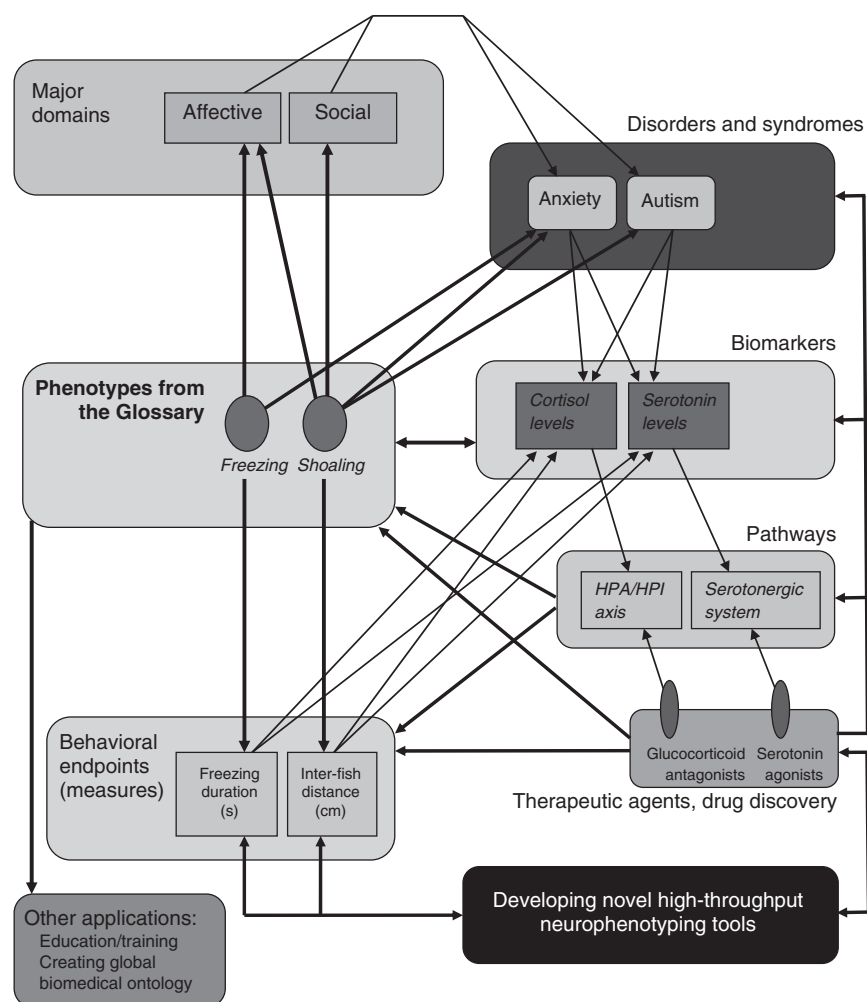 Major
domains
Affective
Social
Disorders and syndromes
Anxiety
Autism
Biomarkers
Phenotypes from
the Glossary
Freezing
Shoaling
Cortisol
levels
Serotonin
levels
Pathways
HPA/HPI
axis
Serotonergic
system
Behavioral
endpoints
(measures)
Freezing
duration
(s)
Inter-fish
distance
(cm)
Glucocorticoid
antagonists
Serotonin
agonists
Therapeutic agents, drug discovery
Developing novel high-throughput
neurophenotyping tools
Other applications:
Education/training
Creating global
biomedical ontology